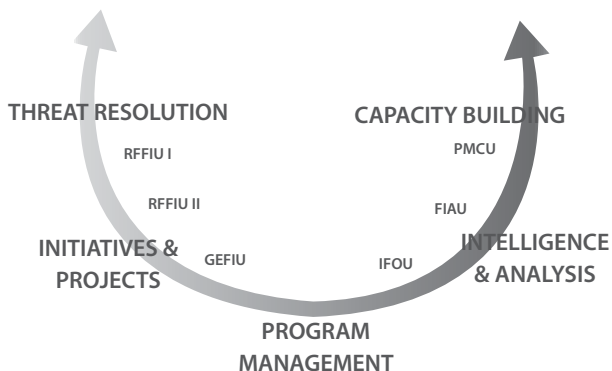 THREAT RESOLUTION
CAPACITY BUILDING
RFFIU I
PMCU
RFFIU II
FIAU
INITIATIVES &
PROJECTS
INTELLIGENCE
& ANALYSIS
GEFIU
IFOU
PROGRAM
MANAGEMENT